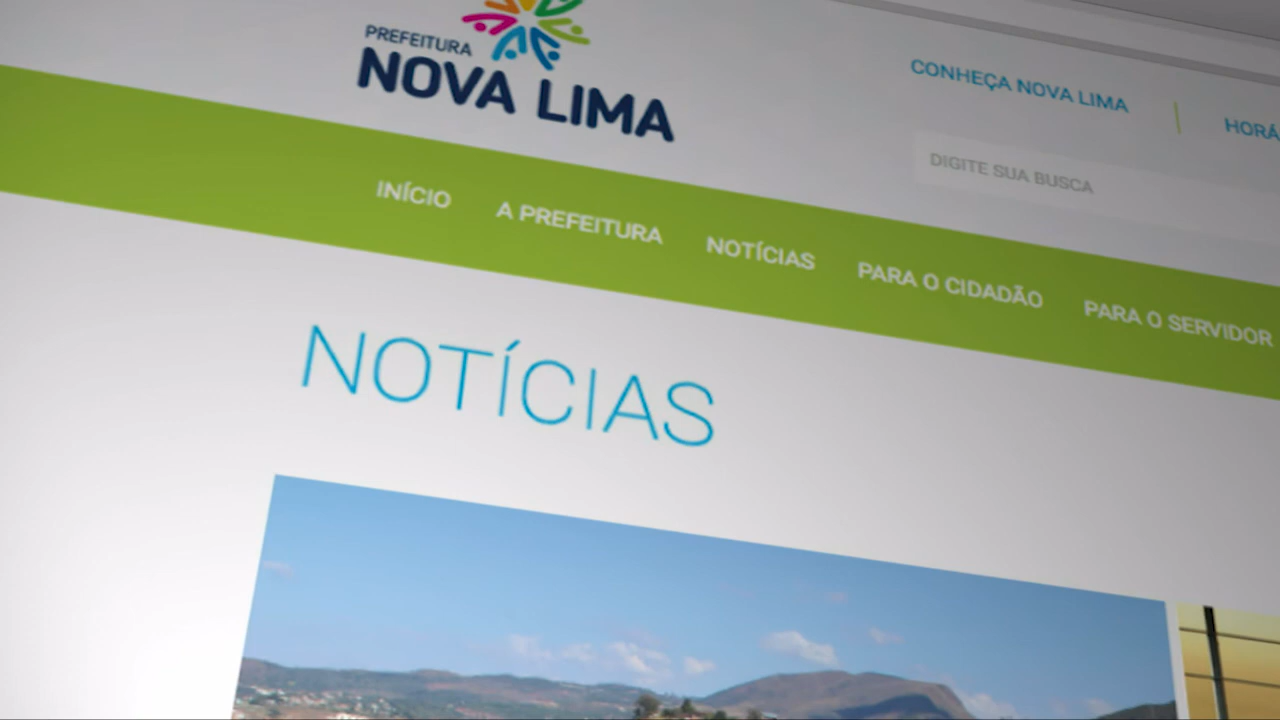 PREFEITURA
NOVA LIMA
CONHEÇA NOVA LIMA
DIGITE SUA BUSCA
INÍCIO A PREFEITURA NOTÍCIAS PARA O CIDADÃO PARA O SERVIDOR
NOTÍCIAS